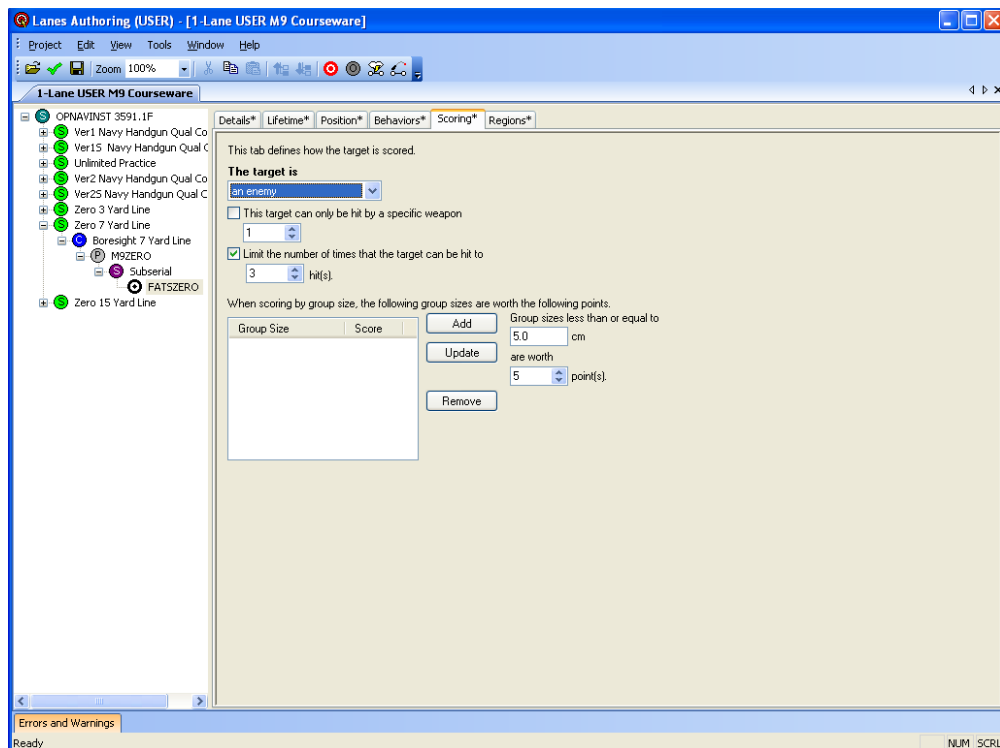 Lanes Authoring (USER) - [1-Lane USER M9 Courseware]
Project Edit View Tools Window Help
Zoom 100%
1-Lane USER M9 Courseware
OPNAVINST 3591.1F
Ver1 Navy Handgun Qual Co
Ver1S Navy Handgun Qual C
Unlimited Practice
Ver2 Navy Handgun Qual Co
Ver2S Navy Handgun Qual C
Zero 3 Yard Line
Zero 7 Yard Line
C Boresight 7 Yard Line
P M9ZERO
S Subserial
FATSZERO
Zero 15 Yard Line
Details* Lifetime* Position* Behaviors* Scoring* Regions*
This tab defines how the target is scored.
The target is
an enemy
This target can only be hit by a specific weapon
1
Limit the number of times that the target can be hit to
3 hit(s).
When scoring by group size, the following group sizes are worth the following points.
Group Size Score
Add
Update
Remove
Group sizes less than or equal to
5.0 cm
are worth
5 point(s).
Errors and Warnings
Ready NUM SCRL